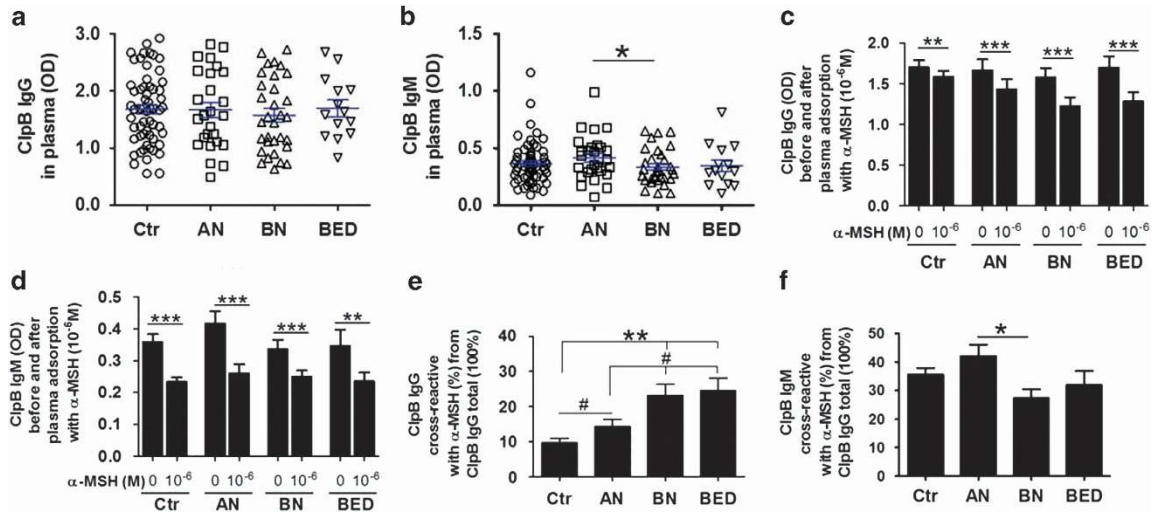 a
ClpB IgG
in plasma (OD)
3.0
2.0
1.0
0.0
Ctr AN BN BED
b
ClpB IgM
in plasma (OD)
1.5
1.0
0.5
0.0
*
Ctr AN BN BED
c
ClpB IgG (OD)
before and after
plasma adsorption
with α-MSH (10⁻⁶M)
2.0
1.5
1.0
0.5
0.0
** *** *** ***
α-MSH (M) 0 10⁻⁶ 0 10⁻⁶ 0 10⁻⁶ 0 10⁻⁶
Ctr AN BN BED
d
ClpB IgM (OD)
before and after
plasma adsorption
with α-MSH (10⁻⁶M)
0.5
0.4
0.3
0.2
0.1
0.0
*** *** *** **
α-MSH (M) 0 10⁻⁶ 0 10⁻⁶ 0 10⁻⁶ 0 10⁻⁶
Ctr AN BN BED
e
ClpB IgG
cross-reactive
with α-MSH (%) from
ClpB IgG total (100%)
40
30
20
10
0
**
#
#
Ctr AN BN BED
f
ClpB IgM
cross-reactive
with α-MSH (%) from
ClpB IgG total (100%)
50
40
30
20
10
0
*
Ctr AN BN BED